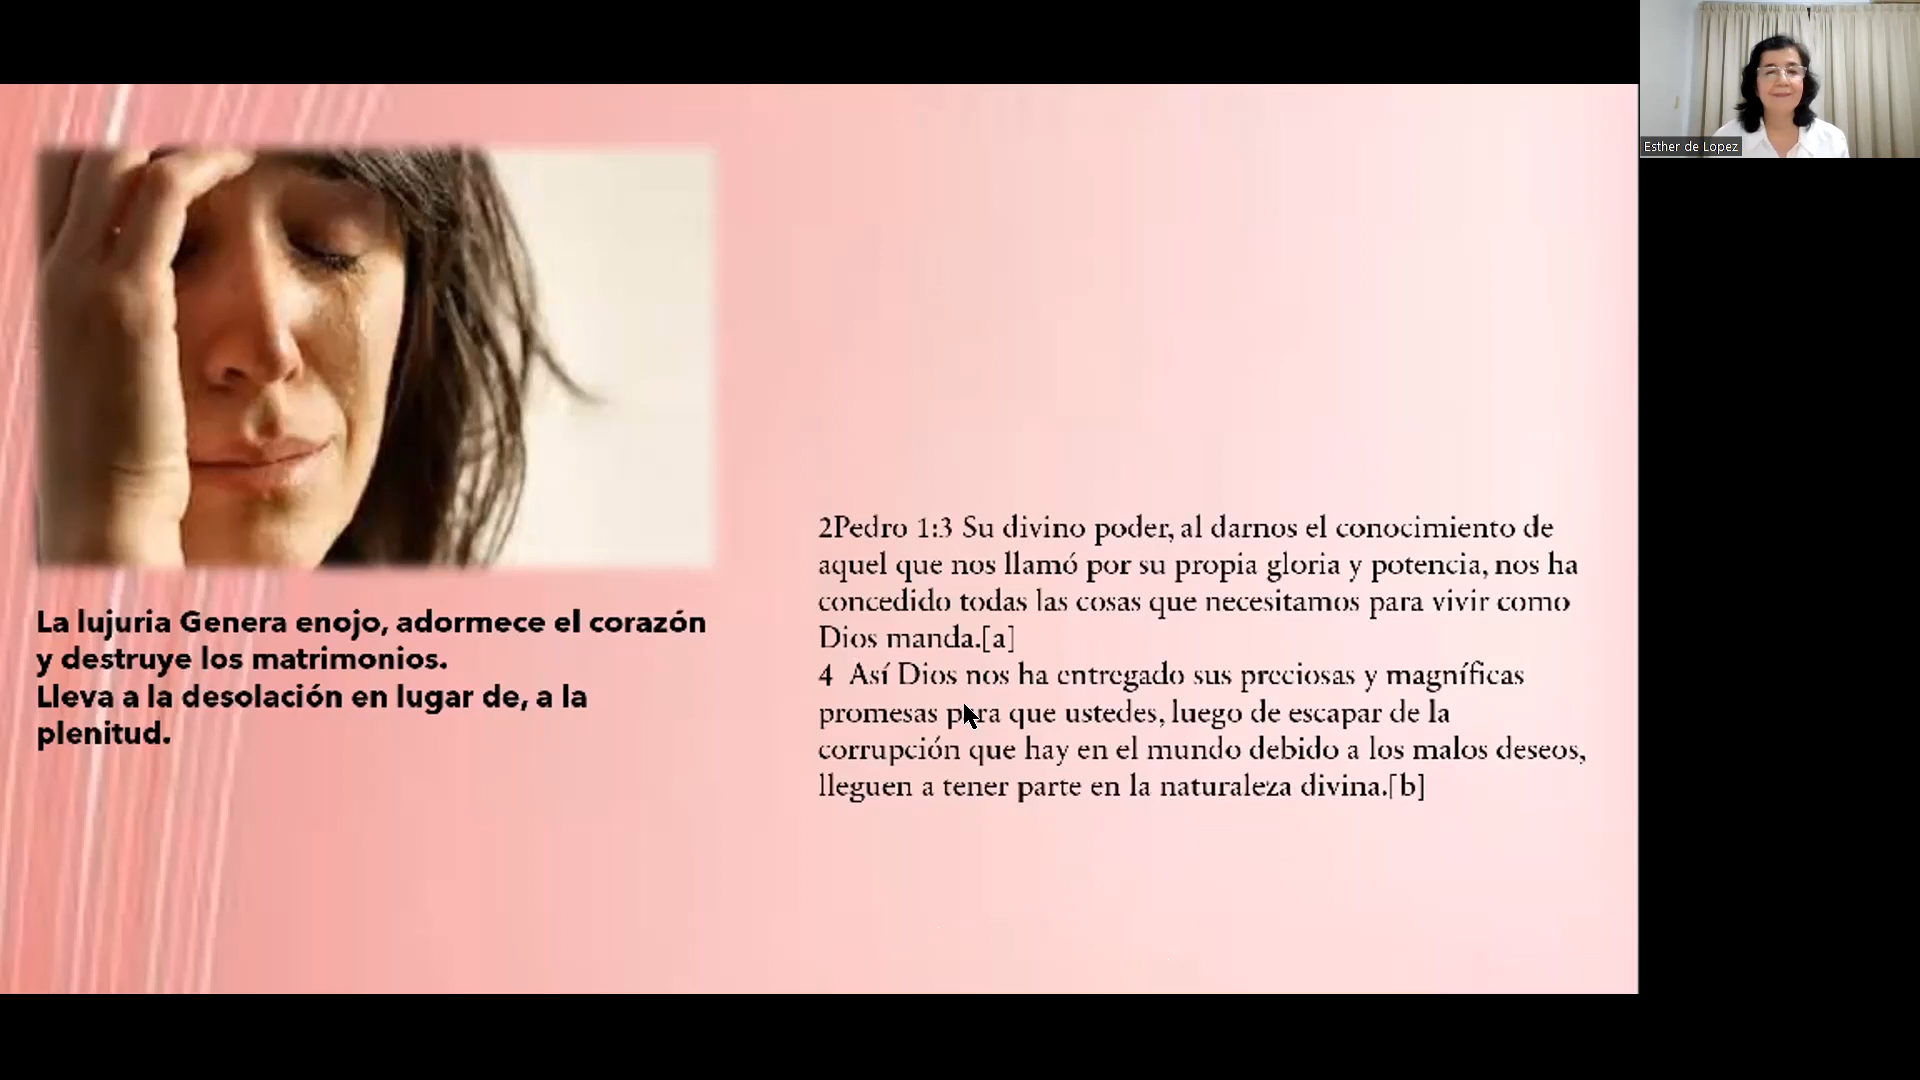 La lujuria Genera enojo, adormece el corazón
y destruye los matrimonios.
Lleva a la desolación en lugar de, a la
plenitud.
2Pedro 1:3 Su divino poder, al darnos el conocimiento de
aquel que nos llamó por su propia gloria y potencia, nos ha
concedido todas las cosas que necesitamos para vivir como
Dios manda.[a]
4  Así Dios nos ha entregado sus preciosas y magníficas
promesas para que ustedes, luego de escapar de la
corrupción que hay en el mundo debido a los malos deseos,
lleguen a tener parte en la naturaleza divina.[b]
Esther de Lopez